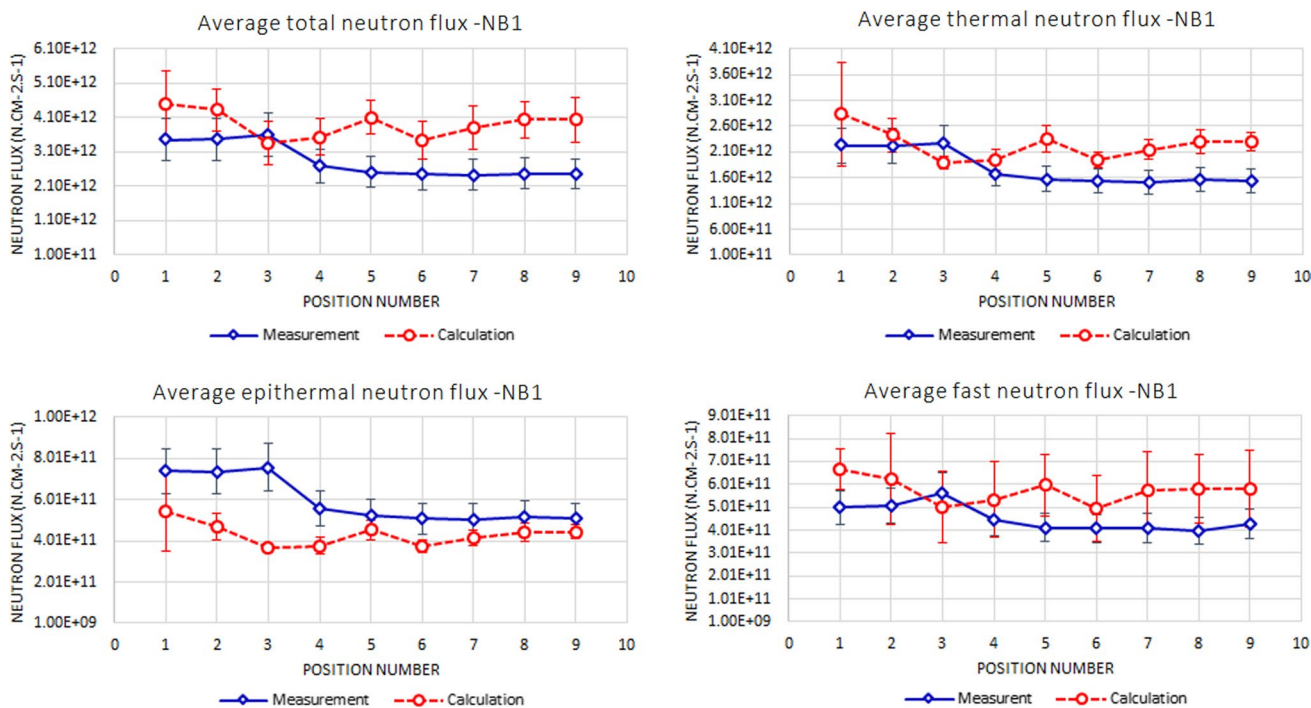 Average total neutron flux -NB1
NEUTRON FLUX (N.CM-2.S-1)
6.10E+12
5.10E+12
4.10E+12
3.10E+12
2.10E+12
1.10E+12
1.00E+11
0 1 2 3 4 5 6 7 8 9 10
POSITION NUMBER
Measurement Calculation
Average thermal neutron flux -NB1
NEUTRON FLUX (N.CM-2.S-1)
4.10E+12
3.60E+12
3.10E+12
2.60E+12
2.10E+12
1.60E+12
1.10E+12
6.00E+11
1.00E+11
0 1 2 3 4 5 6 7 8 9 10
POSITION NUMBER
Measurement Calculation
Average epithermal neutron flux -NB1
NEUTRON FLUX (N.CM-2.S-1)
1.00E+12
8.01E+11
6.01E+11
4.01E+11
2.01E+11
1.00E+09
0 1 2 3 4 5 6 7 8 9 10
POSITION NUMBER
Measurement Calculation
Average fast neutron flux -NB1
NEUTRON FLUX (N.CM-2.S-1)
9.01E+11
8.01E+11
7.01E+11
6.01E+11
5.01E+11
4.01E+11
3.01E+11
2.01E+11
1.01E+11
1.00E+09
0 1 2 3 4 5 6 7 8 9 10
POSITION NUMBER
Measurent Calculation